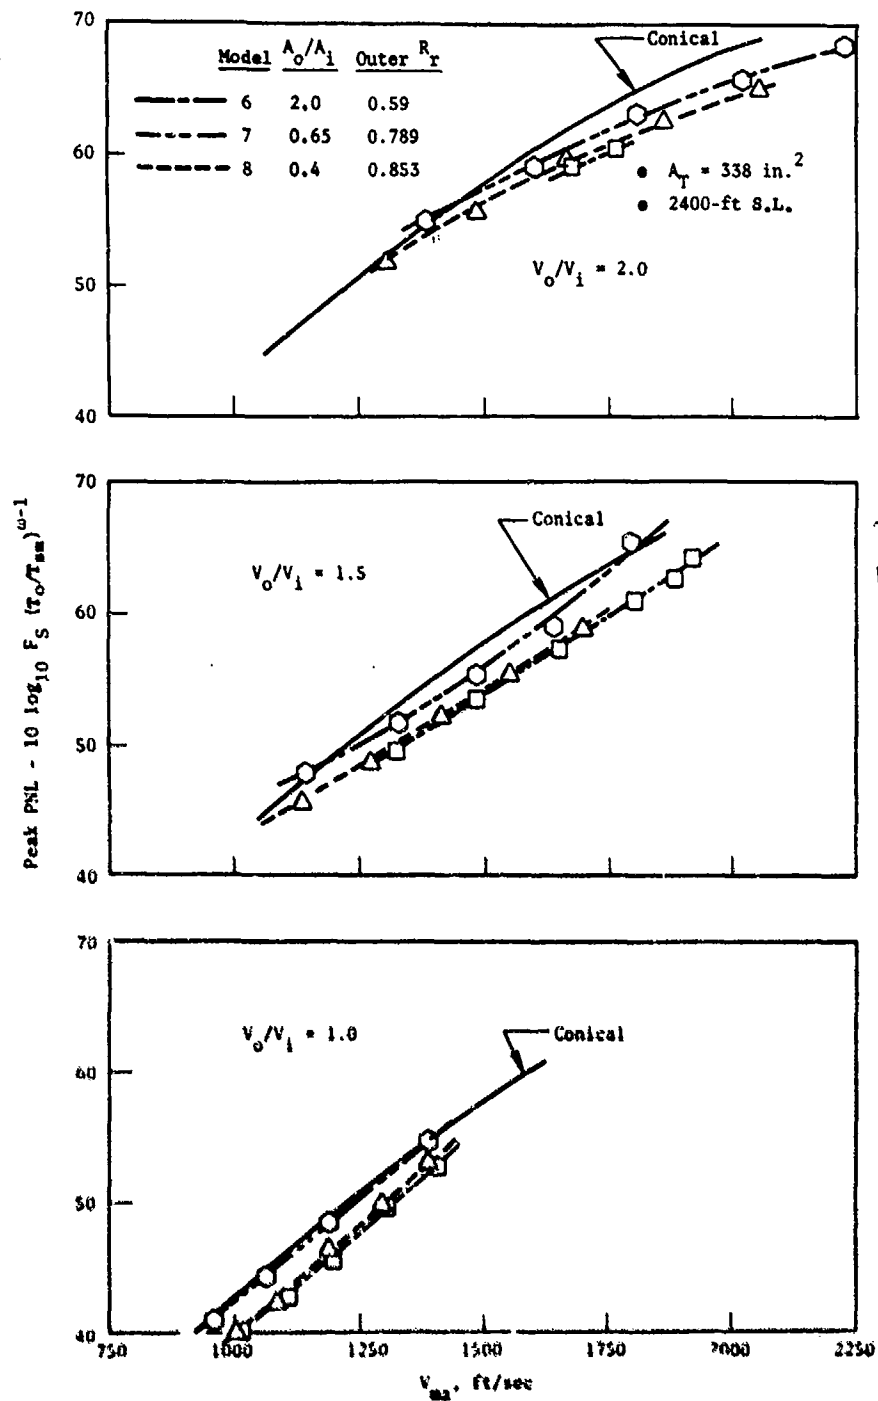 70
60
50
40
Model A_o/A_i Outer R_r
6 2.0 0.59
7 0.65 0.789
8 0.4 0.853
Conical
• A_T = 338 in.²
• 2400-ft S.L.
V_o/V_i = 2.0
Peak PNL - 10 log₁₀ F_S (T_o/T_ma)^ω-1
70
60
50
40
Conical
V_o/V_i = 1.5
70
60
50
40
Conical
V_o/V_i = 1.0
750 1000 1250 1500 1750 2000 2250
V_ma, ft/sec